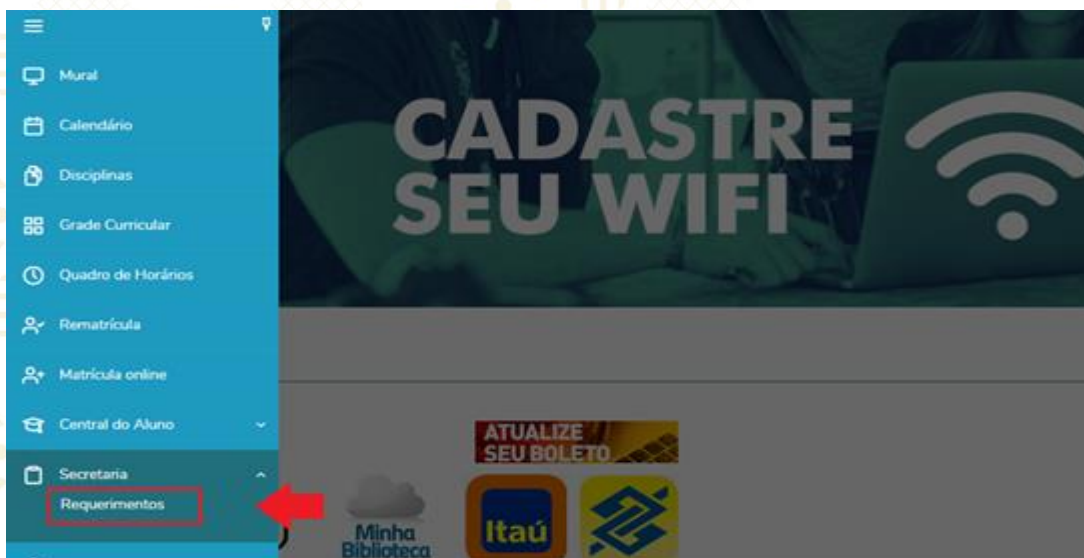 Mural
Calendário
Disciplinas
Grade Curricular
Quadro de Horários
Rematrícula
Matrícula online
Central do Aluno
Secretaria
Requerimentos
CADASTRE
SEU WIFI
ATUALIZE
SEU BOLETO
Minha
Biblioteca
Itaú